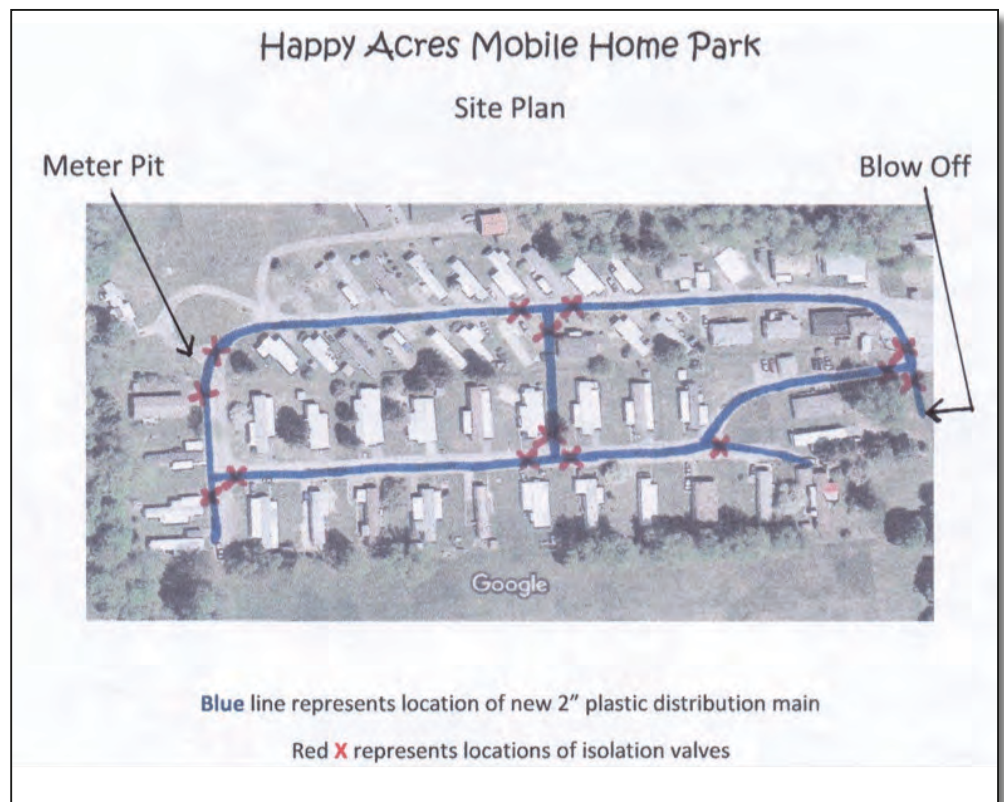 Happy Acres Mobile Home Park
Site Plan
Meter Pit
Blow Off
Google
Blue line represents location of new 2" plastic distribution main
Red X represents locations of isolation valves